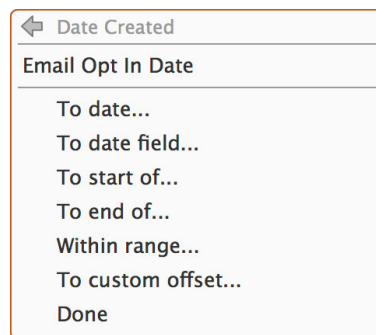 Date Created
Email Opt In Date
To date...
To date field...
To start of...
To end of...
Within range...
To custom offset...
Done